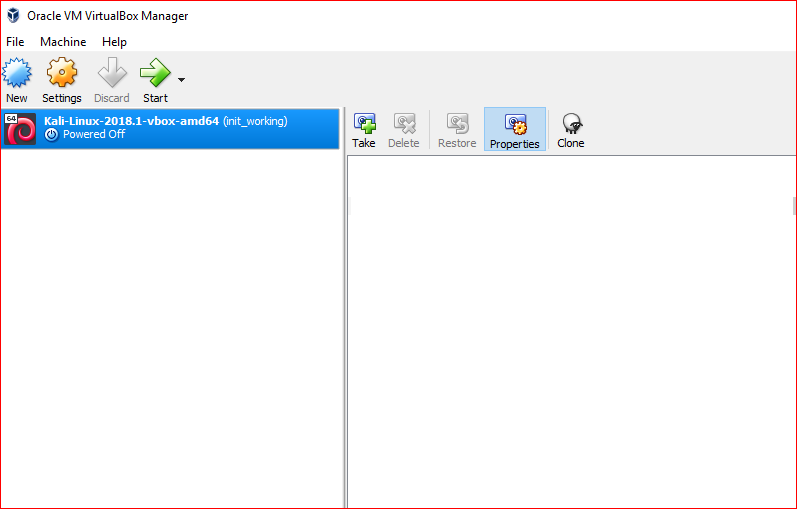 Oracle VM VirtualBox Manager
File Machine Help
New Settings Discard Start
64 Kali-Linux-2018.1-vbox-amd64 (init_working)
Powered Off
Take Delete Restore Properties Clone